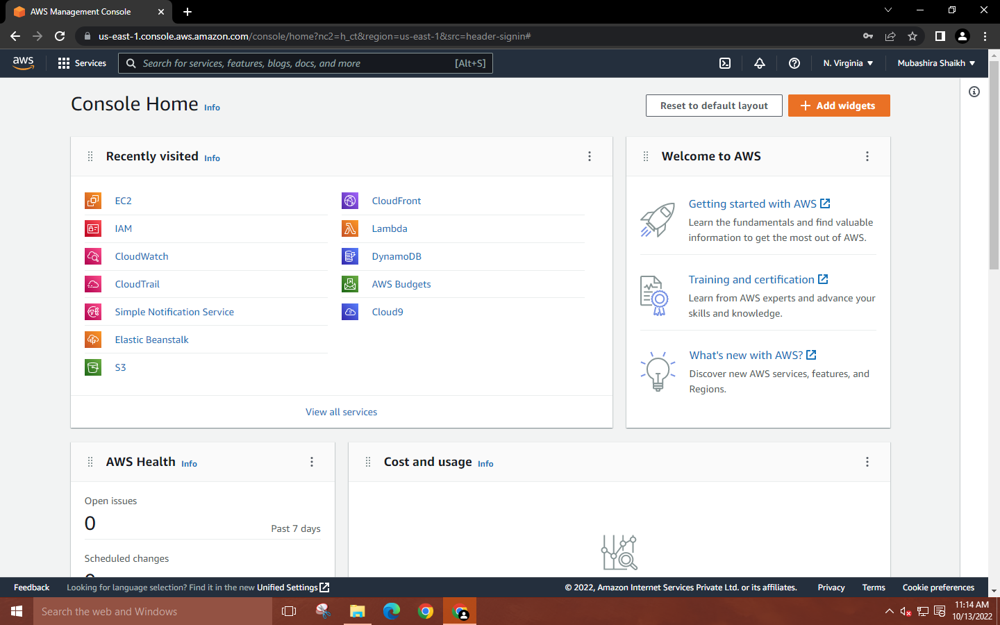 AWS Management Console
us-east-1.console.aws.amazon.com/console/home?nc2=h_ct&region=us-east-1&src=header-signin#
aws
Services
Search for services, features, blogs, docs, and more
[Alt+S]
N. Virginia
Mubashira Shaikh
Console Home Info
Reset to default layout
Add widgets
Recently visited Info
EC2
IAM
CloudWatch
CloudTrail
Simple Notification Service
Elastic Beanstalk
S3
CloudFront
Lambda
DynamoDB
AWS Budgets
Cloud9
View all services
Welcome to AWS
Getting started with AWS
Learn the fundamentals and find valuable
information to get the most out of AWS.
Training and certification
Learn from AWS experts and advance your
skills and knowledge.
What's new with AWS?
Discover new AWS services, features, and
Regions.
AWS Health Info
Open issues
0
Past 7 days
Scheduled changes
Cost and usage Info
Feedback
Looking for language selection? Find it in the new Unified Settings
© 2022, Amazon Internet Services Private Ltd. or its affiliates.
Privacy
Terms
Cookie preferences
Search the web and Windows
11:14 AM
10/13/2022